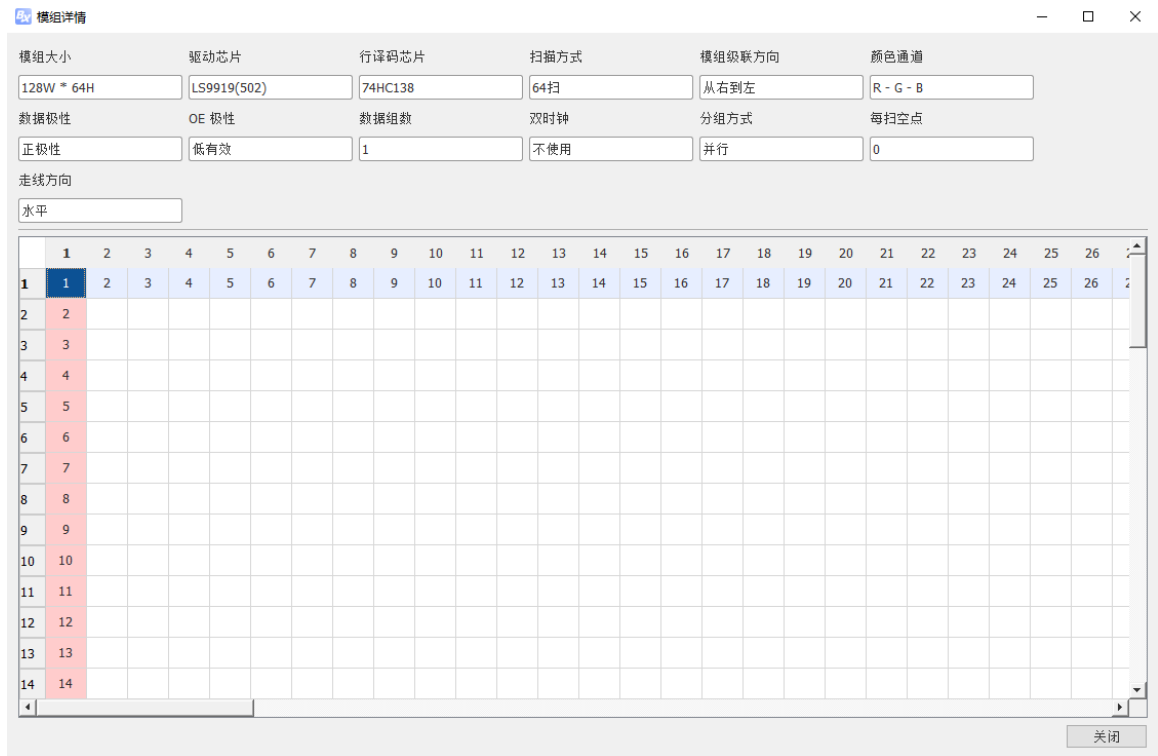 BX 模组详情
模组大小 驱动芯片 行译码芯片 扫描方式 模组级联方向 颜色通道
128W * 64H LS9919(502) 74HC138 64扫 从右到左 R - G - B
数据极性 OE 极性 数据组数 双时钟 分组方式 每扫空点
正极性 低有效 1 不使用 并行 0
走线方向
水平
1 2 3 4 5 6 7 8 9 10 11 12 13 14 15 16 17 18 19 20 21 22 23 24 25 26
1 1 2 3 4 5 6 7 8 9 10 11 12 13 14 15 16 17 18 19 20 21 22 23 24 25 26
2 2
3 3
4 4
5 5
6 6
7 7
8 8
9 9
10 10
11 11
12 12
13 13
14 14
关闭